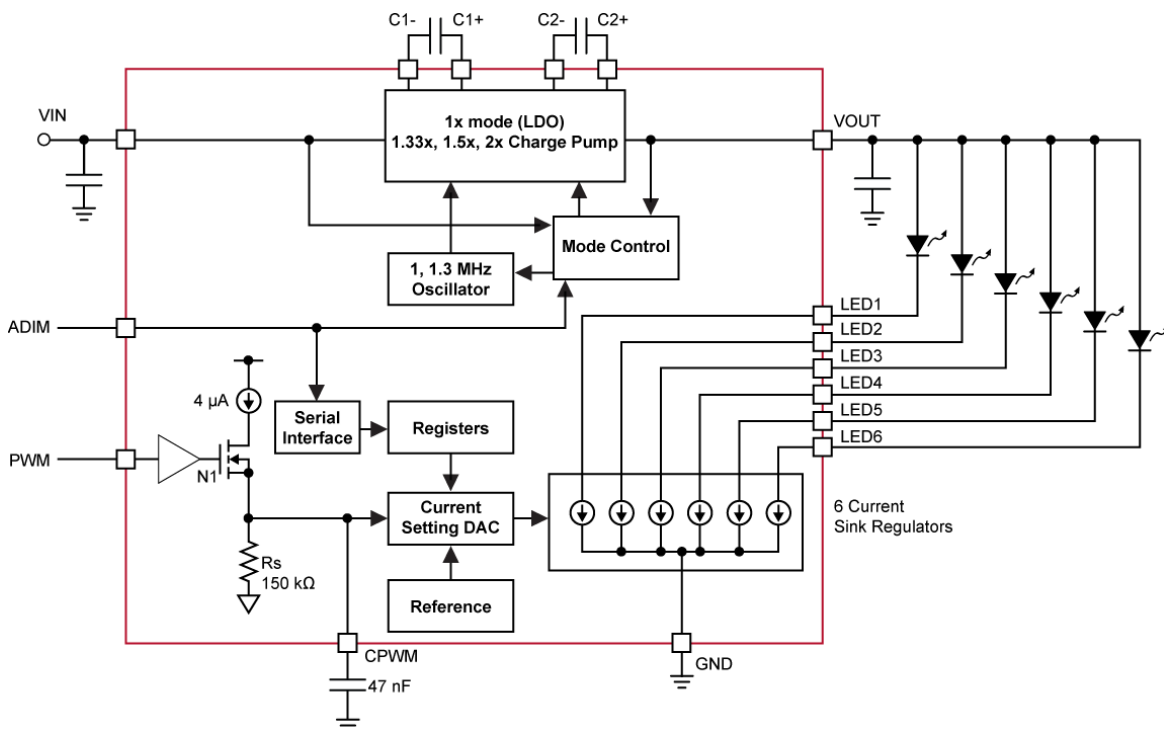 C1- C1+ C2- C2+
VIN
1x mode (LDO)
1.33x, 1.5x, 2x Charge Pump
VOUT
Mode Control
1, 1.3 MHz
Oscillator
ADIM
LED1
LED2
LED3
LED4
LED5
LED6
4 µA
Serial
Interface
Registers
PWM
N1
Current
Setting DAC
6 Current
Sink Regulators
Rs
150 kΩ
Reference
CPWM
GND
47 nF